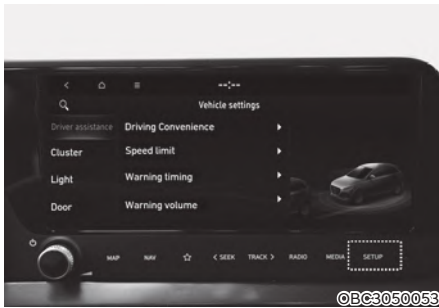 --:--
Vehicle settings
Driver assistance Driving Convenience
Cluster Speed limit
Light Warning timing
Door Warning volume
MAP NAV ☆ < SEEK TRACK > RADIO MEDIA SETUP
OBC3050053